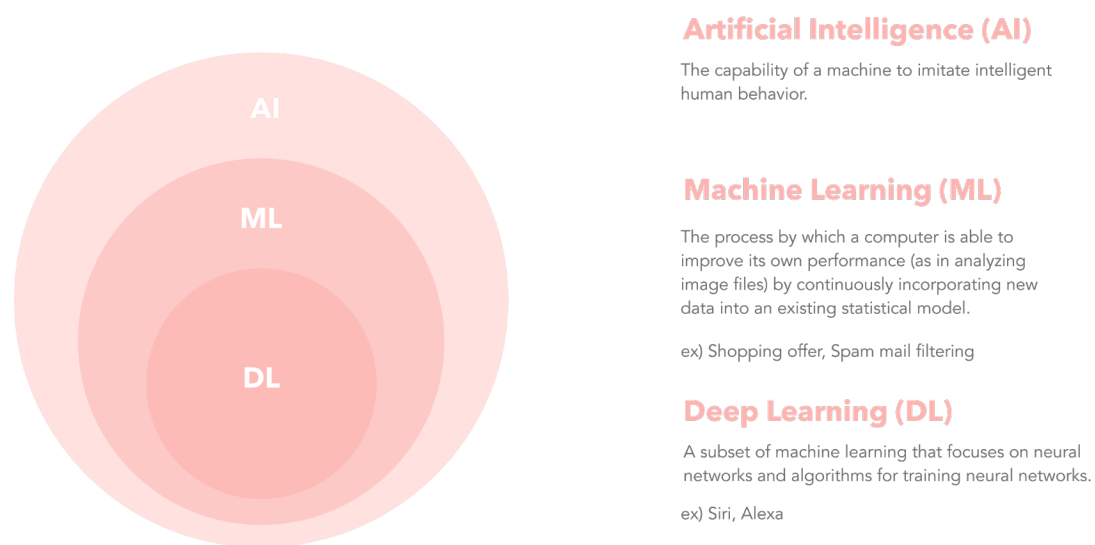 AI
ML
DL
Artificial Intelligence (AI)
The capability of a machine to imitate intelligent
human behavior.
Machine Learning (ML)
The process by which a computer is able to
improve its own performance (as in analyzing
image files) by continuously incorporating new
data into an existing statistical model.
ex) Shopping offer, Spam mail filtering
Deep Learning (DL)
A subset of machine learning that focuses on neural
networks and algorithms for training neural networks.
ex) Siri, Alexa